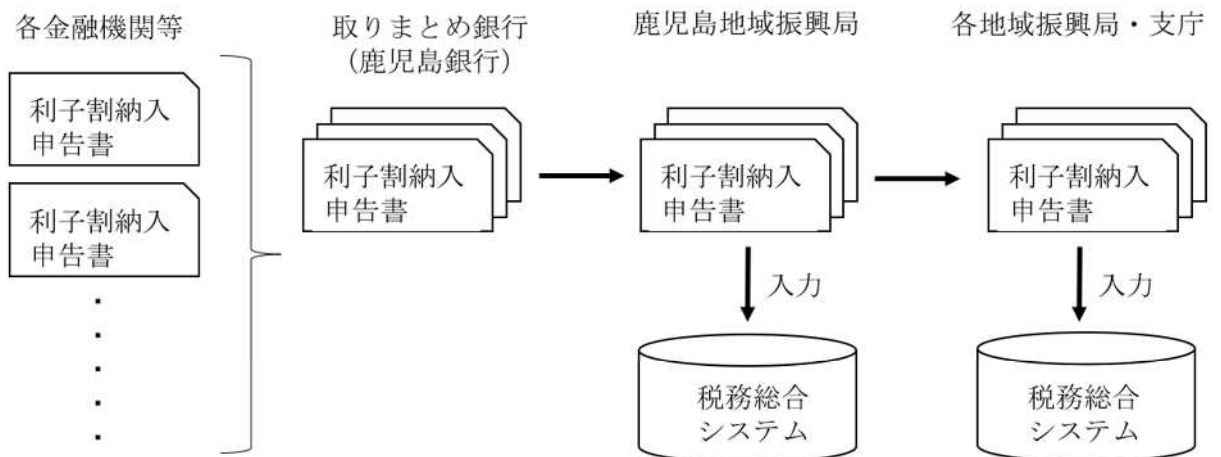 各金融機関等
利子割納入
申告書
利子割納入
申告書
取りまとめ銀行
（鹿児島銀行）
利子割納入
申告書
鹿児島地域振興局
利子割納入
申告書
入力
税務総合
システム
各地域振興局・支庁
利子割納入
申告書
入力
税務総合
システム